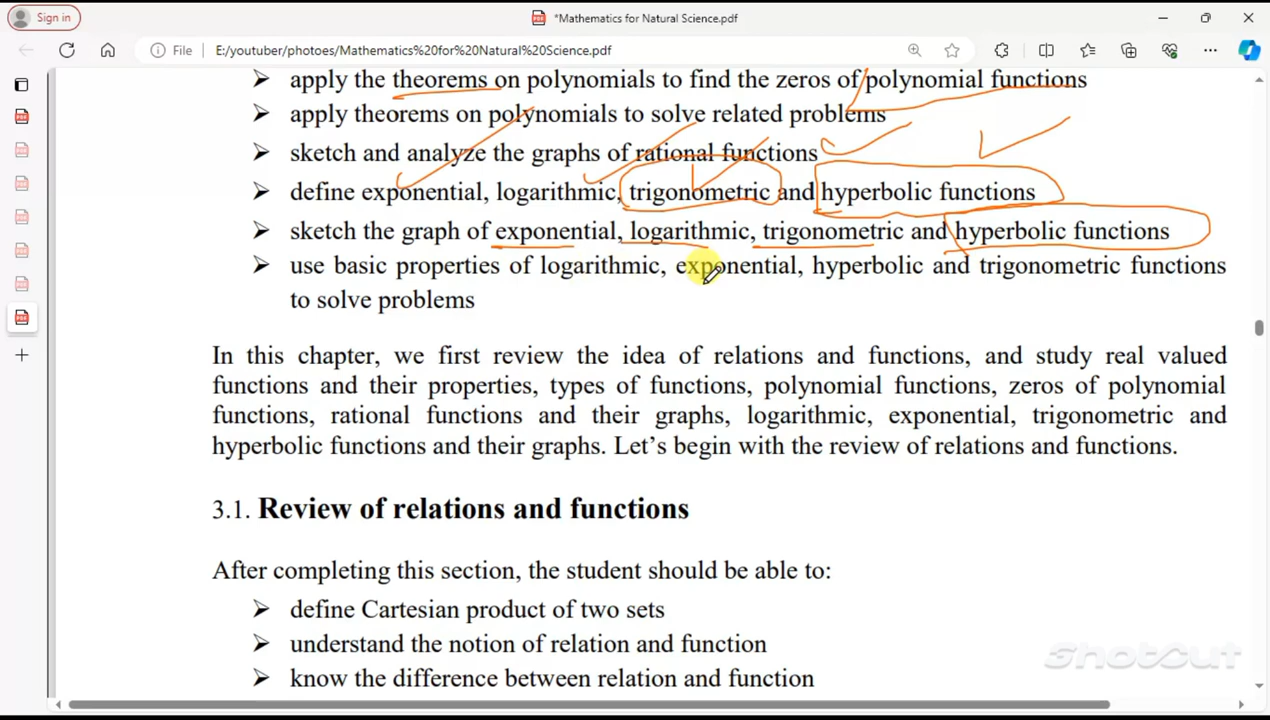 Sign in
*Mathematics for Natural Science.pdf
File
E:/youtuber/photoes/Mathematics%20for%20Natural%20Science.pdf
➢ apply the theorems on polynomials to find the zeros of polynomial functions
➢ apply theorems on polynomials to solve related problems
➢ sketch and analyze the graphs of rational functions
➢ define exponential, logarithmic, trigonometric and hyperbolic functions
➢ sketch the graph of exponential, logarithmic, trigonometric and hyperbolic functions
➢ use basic properties of logarithmic, exponential, hyperbolic and trigonometric functions
to solve problems
In this chapter, we first review the idea of relations and functions, and study real valued
functions and their properties, types of functions, polynomial functions, zeros of polynomial
functions, rational functions and their graphs, logarithmic, exponential, trigonometric and
hyperbolic functions and their graphs. Let’s begin with the review of relations and functions.
3.1. Review of relations and functions
After completing this section, the student should be able to:
➢ define Cartesian product of two sets
➢ understand the notion of relation and function
➢ know the difference between relation and function
Shotcut